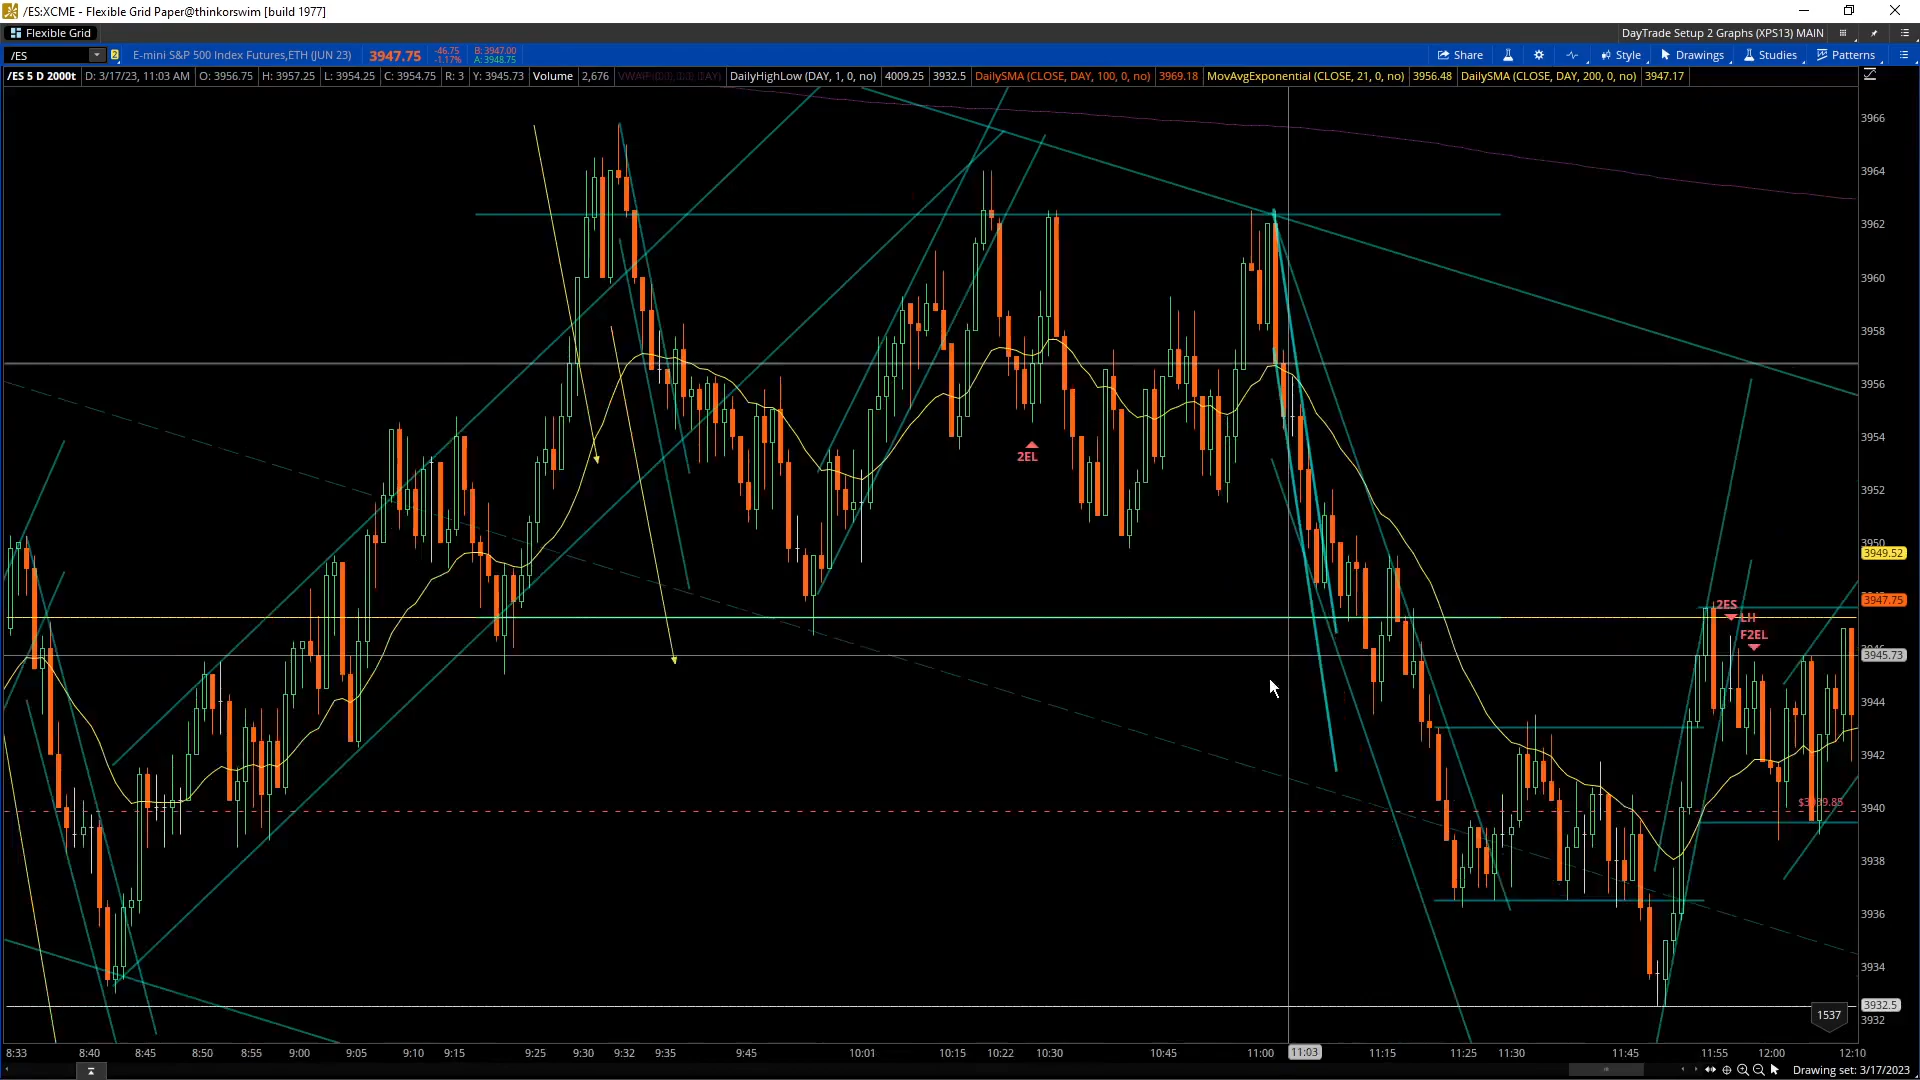 /ES:XCME - Flexible Grid Paper@thinkorswim [build 1977]
Flexible Grid
DayTrade Setup 2 Graphs (XPS13) MAIN
/ES 2 E-mini S&P 500 Index Futures,ETH (JUN 23) 3947.75 -46.75 -1.17% B: 3947.00 A: 3948.75 Share Style Drawings Studies Patterns
/ES 5 D 2000t D: 3/17/23, 11:03 AM O: 3956.75 H: 3957.25 L: 3954.25 C: 3954.75 R: 3 Y: 3945.73 Volume 2,676 DailyHighLow (DAY, 1, 0, no) 4009.25 3932.5 DailySMA (CLOSE, DAY, 100, 0, no) 3969.18 MovAvgExponential (CLOSE, 21, 0, no) 3956.48 DailySMA (CLOSE, DAY, 200, 0, no) 3947.17
3966
3964
3962
3960
3958
3956
3954
2EL
3952
3950
3949.52
3947.75
2ES
LH
F2EL
3945.73
3944
3942
$3939.85
3940
3938
3936
3934
3932.5
1537
3932
8:33 8:40 8:45 8:50 8:55 9:00 9:05 9:10 9:15 9:25 9:30 9:32 9:35 9:45 10:01 10:15 10:22 10:30 10:45 11:00 11:03 11:15 11:25 11:30 11:45 11:55 12:00 12:10
Drawing set: 3/17/2023